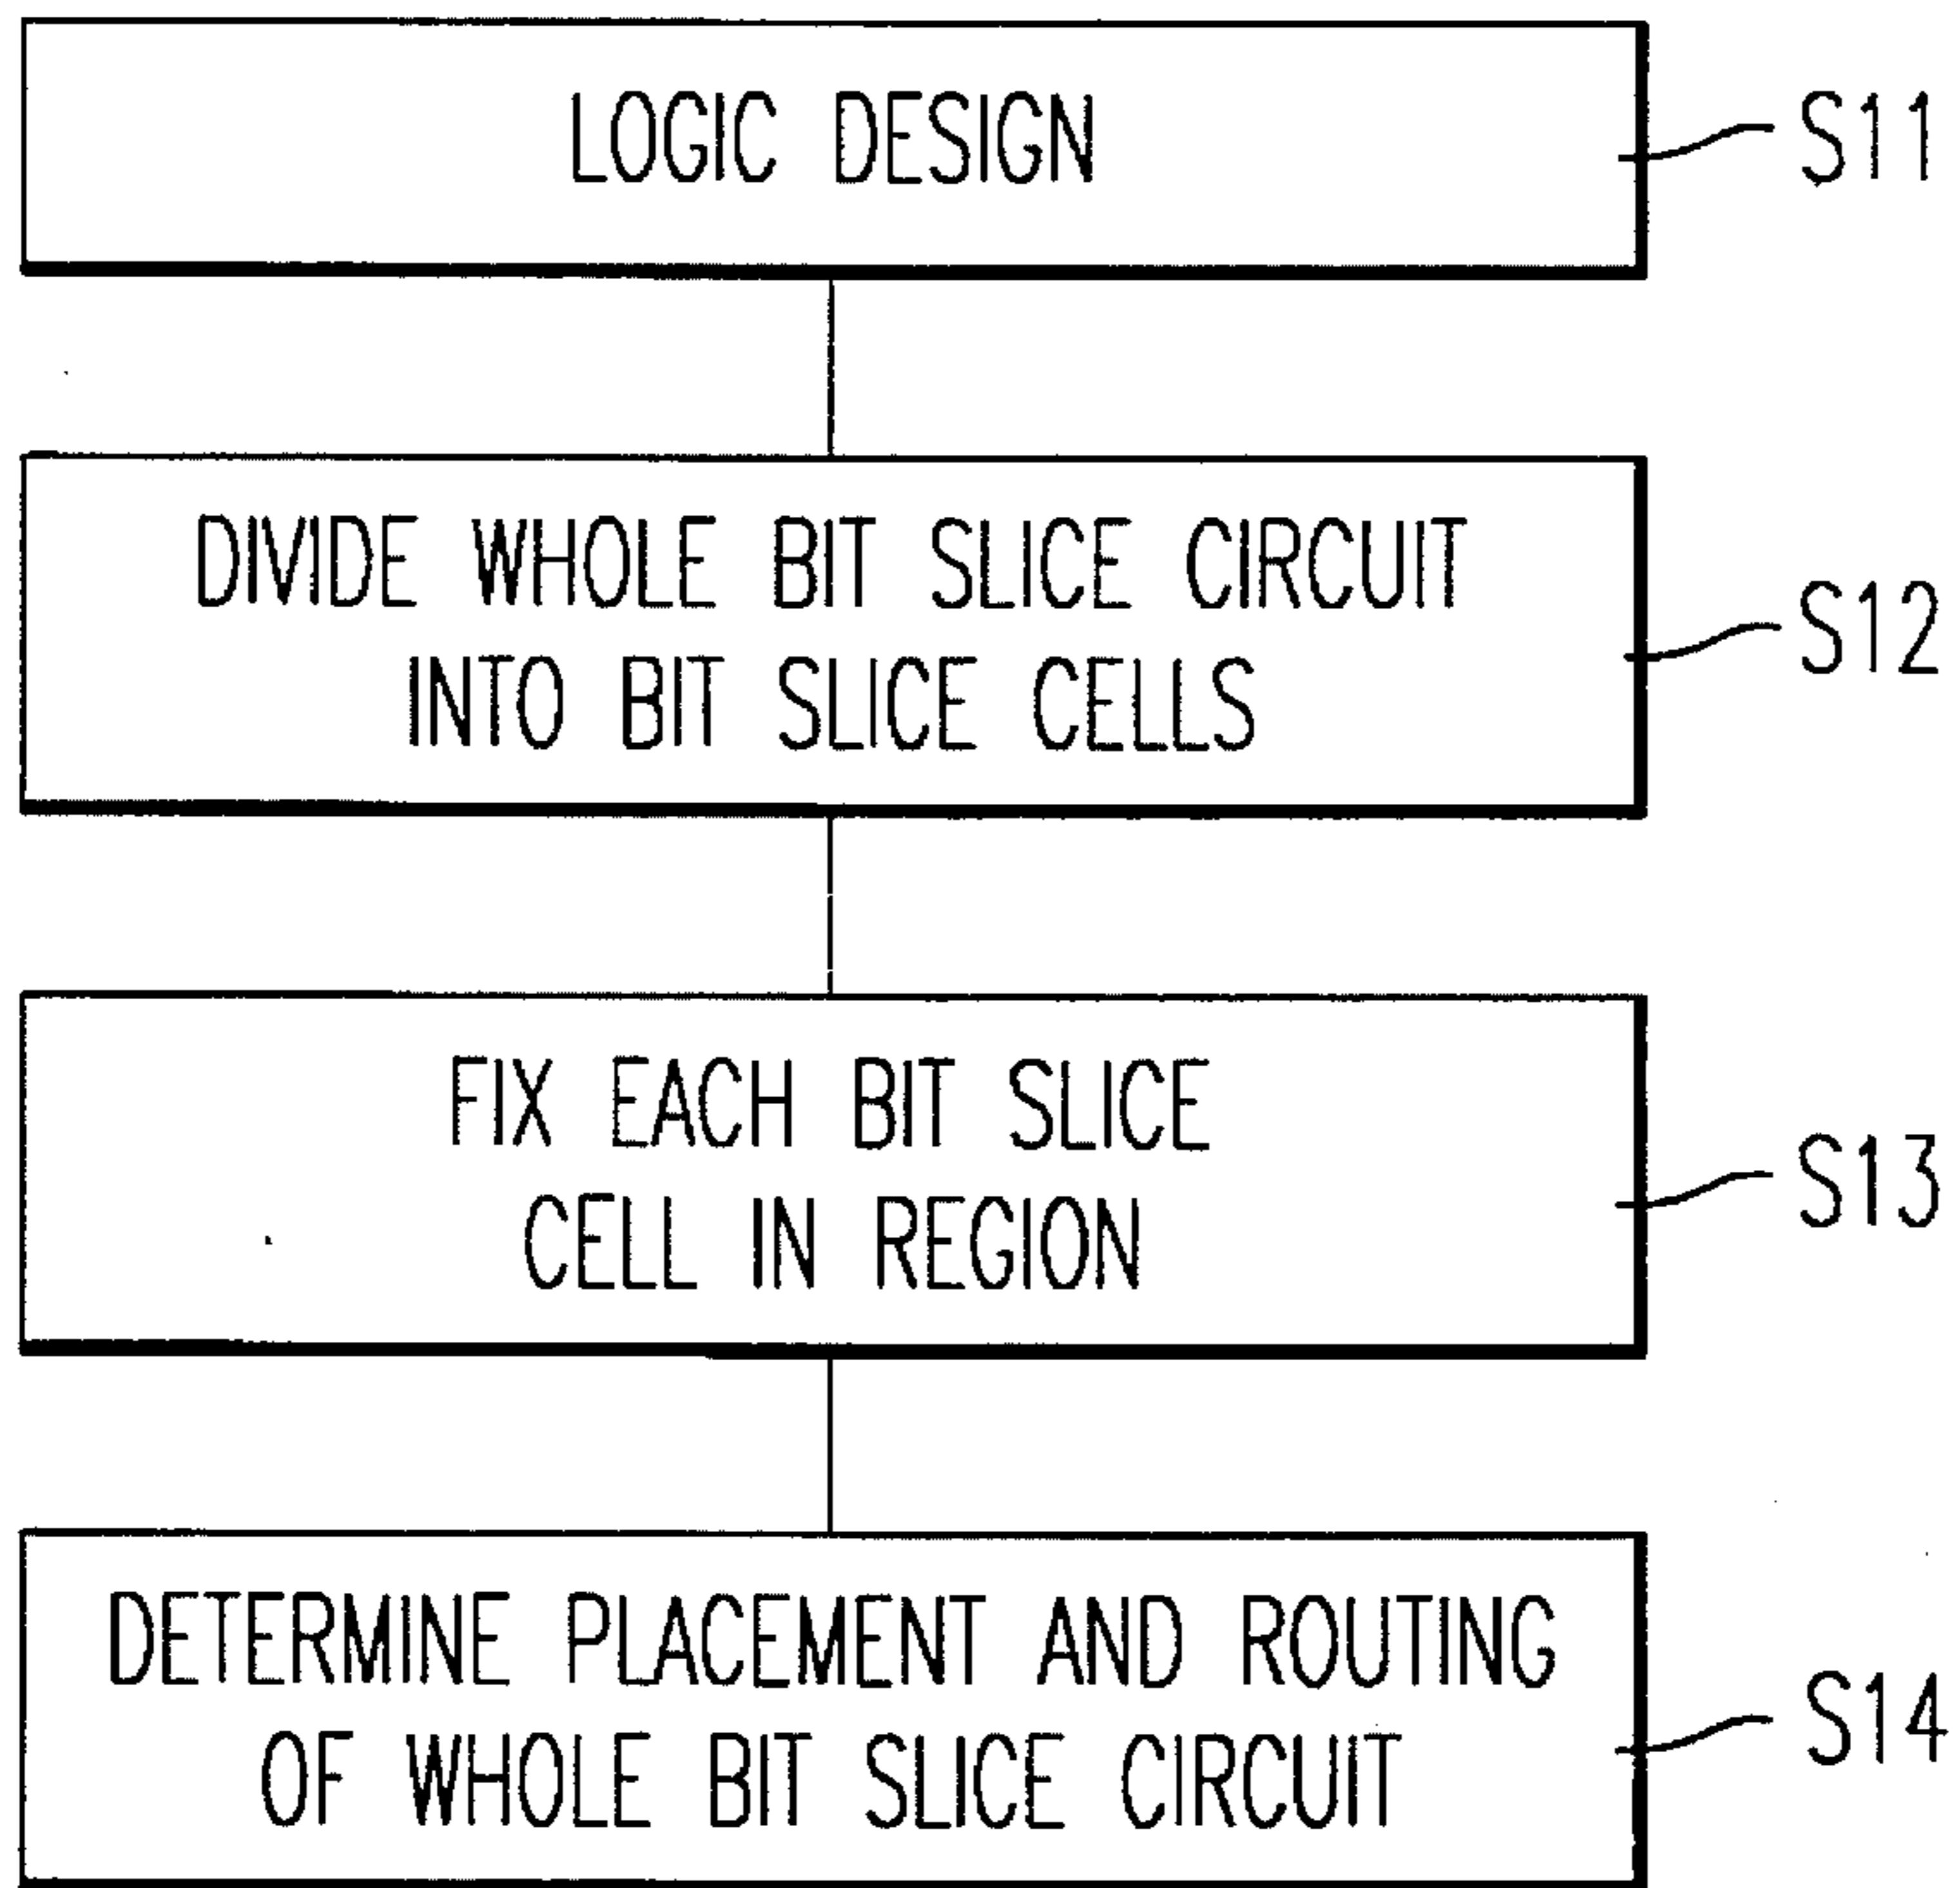 LOGIC DESIGN
S11
DIVIDE WHOLE BIT SLICE CIRCUIT
INTO BIT SLICE CELLS
S12
FIX EACH BIT SLICE
CELL IN REGION
S13
DETERMINE PLACEMENT AND ROUTING
OF WHOLE BIT SLICE CIRCUIT
S14